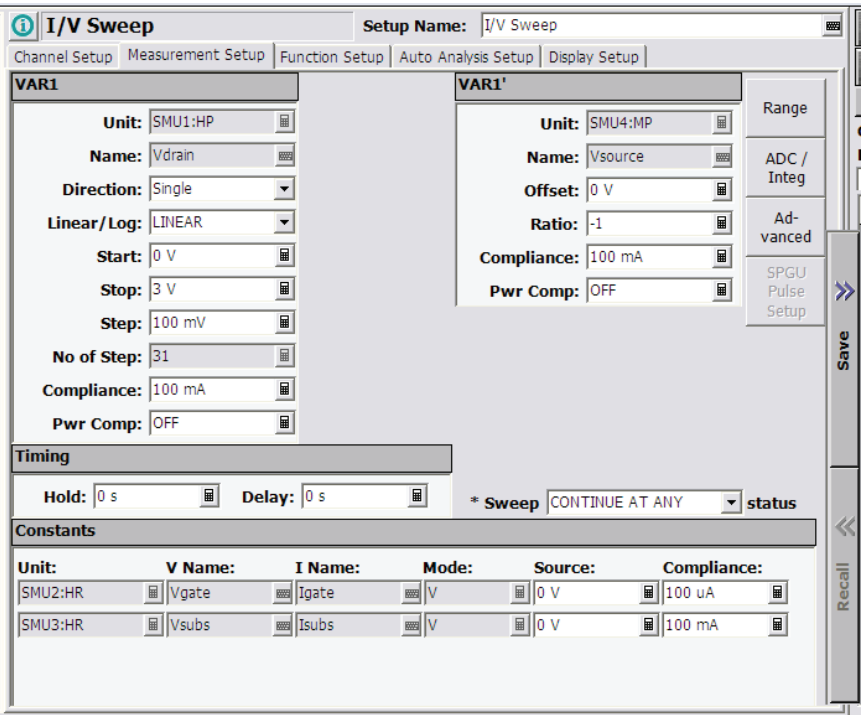 I/V Sweep Setup Name: I/V Sweep
Channel Setup Measurement Setup Function Setup Auto Analysis Setup Display Setup
VAR1
Unit: SMU1:HP
Name: Vdrain
Direction: Single
Linear/Log: LINEAR
Start: 0 V
Stop: 3 V
Step: 100 mV
No of Step: 31
Compliance: 100 mA
Pwr Comp: OFF
VAR1'
Unit: SMU4:MP
Name: Vsource
Offset: 0 V
Ratio: -1
Compliance: 100 mA
Pwr Comp: OFF
Range
ADC /
Integ
Ad-
vanced
SPGU
Pulse
Setup
Timing
Hold: 0 s Delay: 0 s
* Sweep CONTINUE AT ANY status
Constants
Unit: V Name: I Name: Mode: Source: Compliance:
SMU2:HR Vgate Igate V 0 V 100 uA
SMU3:HR Vsubs Isubs V 0 V 100 mA
Save
Recall